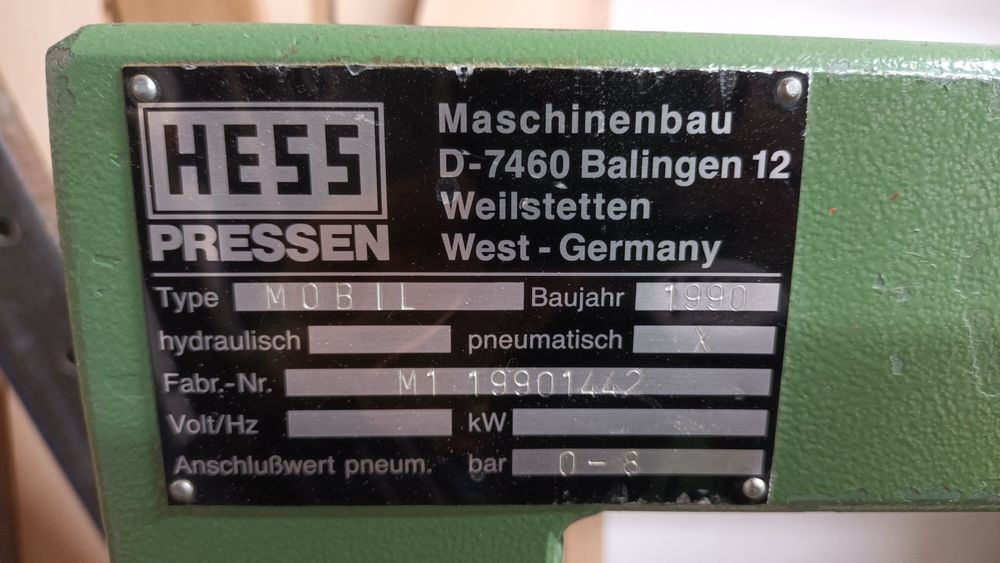 HESS
PRESSEN
Maschinenbau
D-7460 Balingen 12
Weilstetten
West - Germany
Type MOBIL Baujahr 1990
hydraulisch pneumatisch X
Fabr.-Nr. M1 19901442
Volt/Hz kW
Anschlußwert pneum. bar 0-8